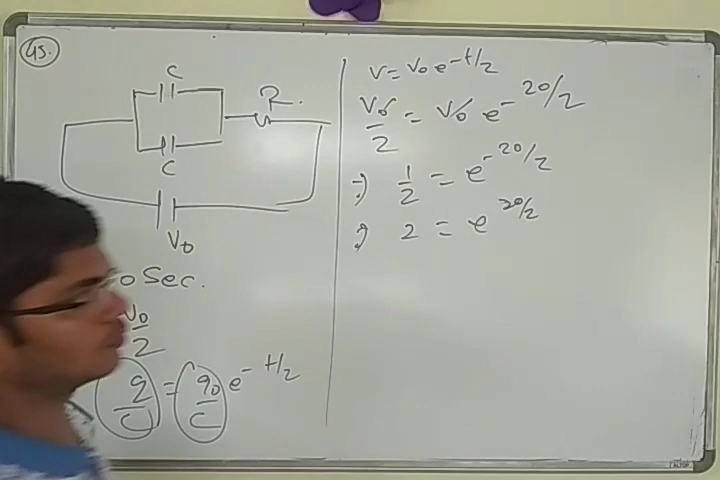 45.
C
R.
C
V₀
0 Sec.
V₀/2
q/C = q₀/C e^-t/2
V = V₀ e^-t/2
V₀/2 = V₀ e^-20/2
⇒ 1/2 = e^-20/2
⇒ 2 = e^20/2